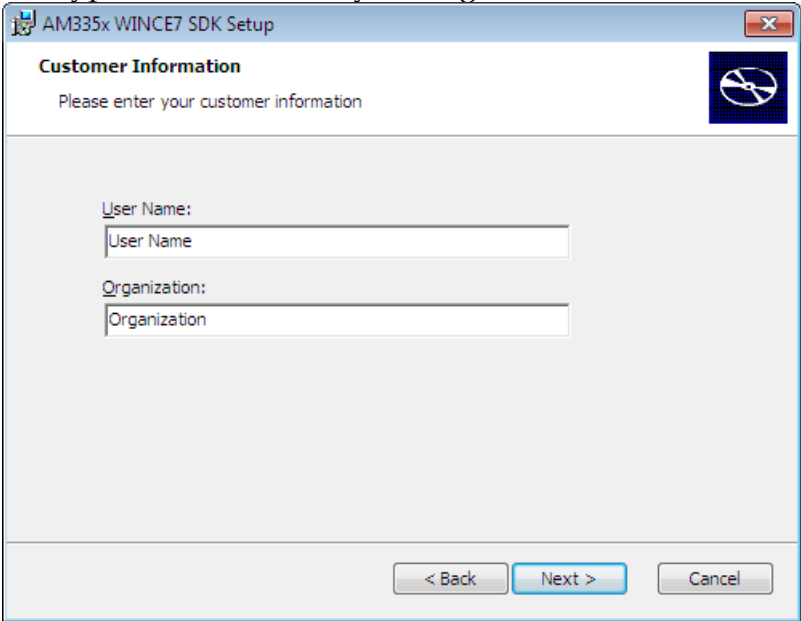 AM335x WINCE7 SDK Setup
Customer Information
Please enter your customer information
User Name:
User Name
Organization:
Organization
< Back
Next >
Cancel